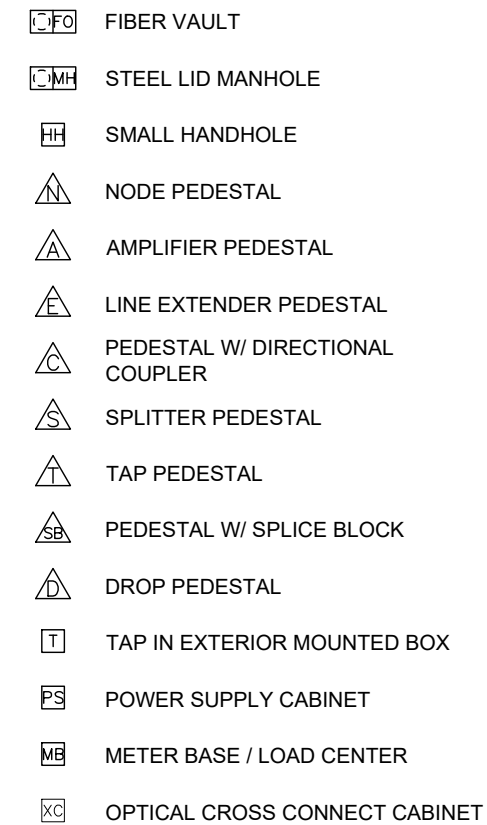 FO FIBER VAULT
MH STEEL LID MANHOLE
HH SMALL HANDHOLE
N NODE PEDESTAL
A AMPLIFIER PEDESTAL
E LINE EXTENDER PEDESTAL
C PEDESTAL W/ DIRECTIONAL
COUPLER
S SPLITTER PEDESTAL
T TAP PEDESTAL
SB PEDESTAL W/ SPLICE BLOCK
D DROP PEDESTAL
T TAP IN EXTERIOR MOUNTED BOX
PS POWER SUPPLY CABINET
MB METER BASE / LOAD CENTER
XC OPTICAL CROSS CONNECT CABINET